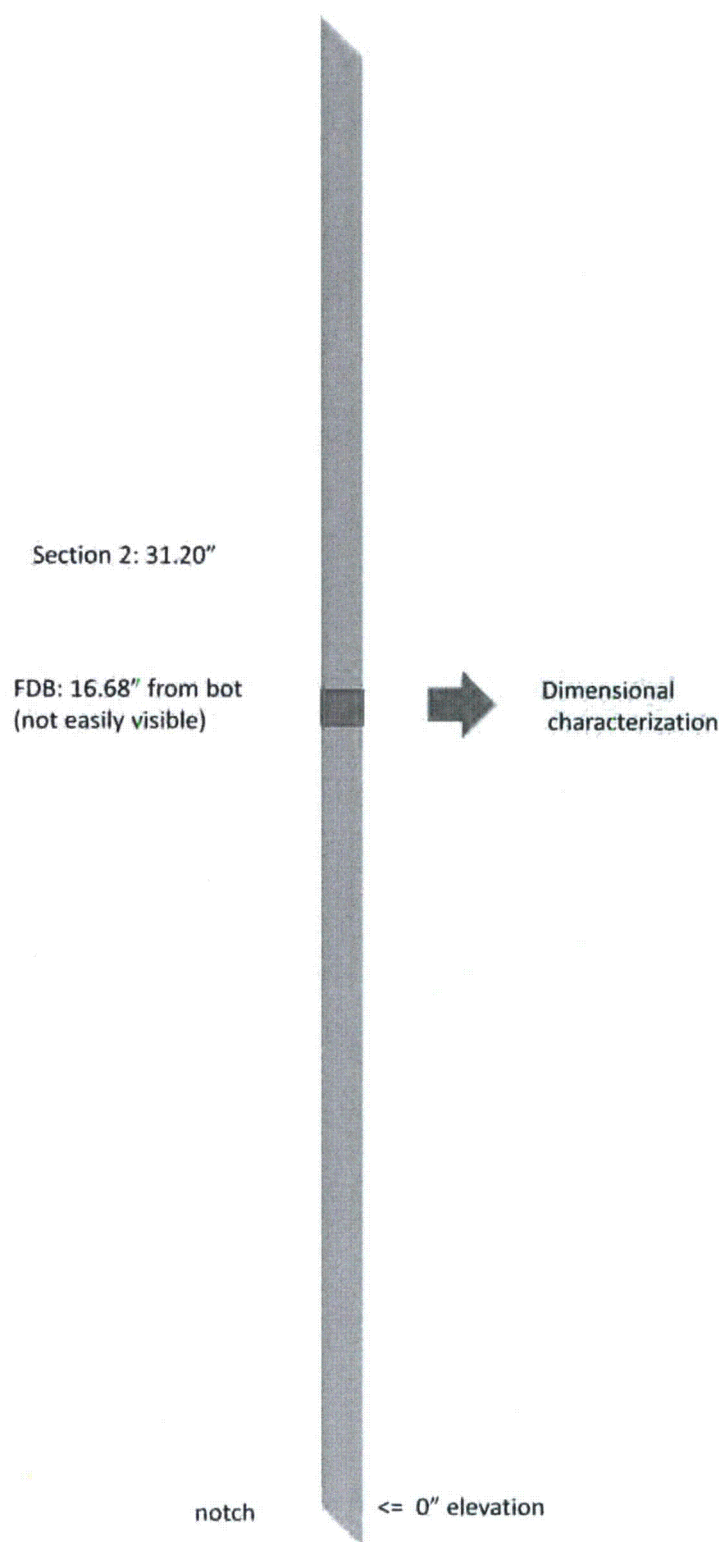 Section 2: 31.20”
FDB: 16.68” from bot
(not easily visible)
Dimensional
characterization
notch
<= 0” elevation